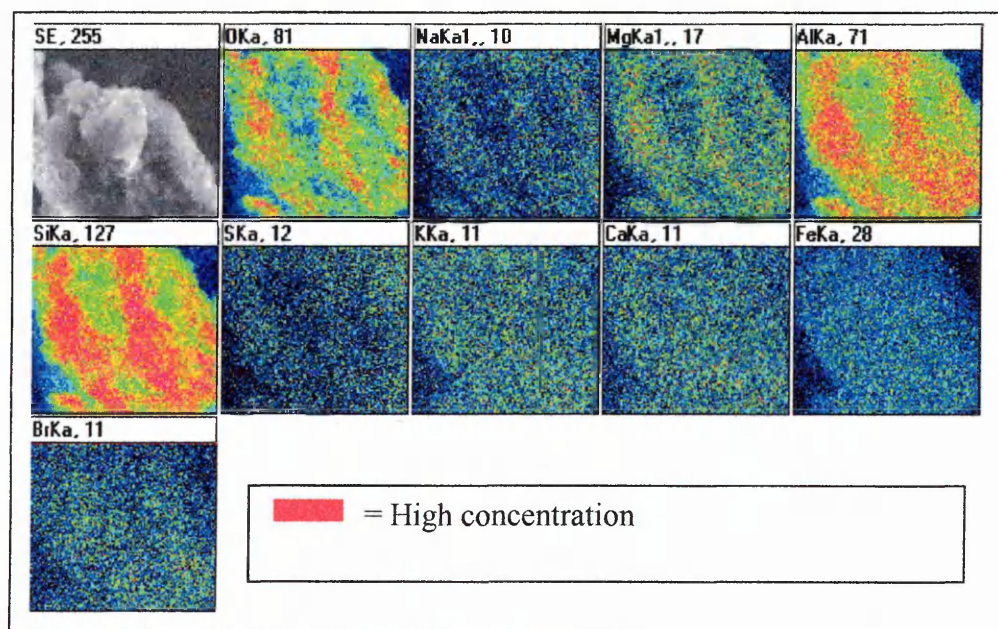 SE, 255
OKa, 81
NaKa1,, 10
MgKa1,, 17
AlKa, 71
SiKa, 127
SKa, 12
KKa, 11
CaKa, 11
FeKa, 28
BrKa, 11
= High concentration